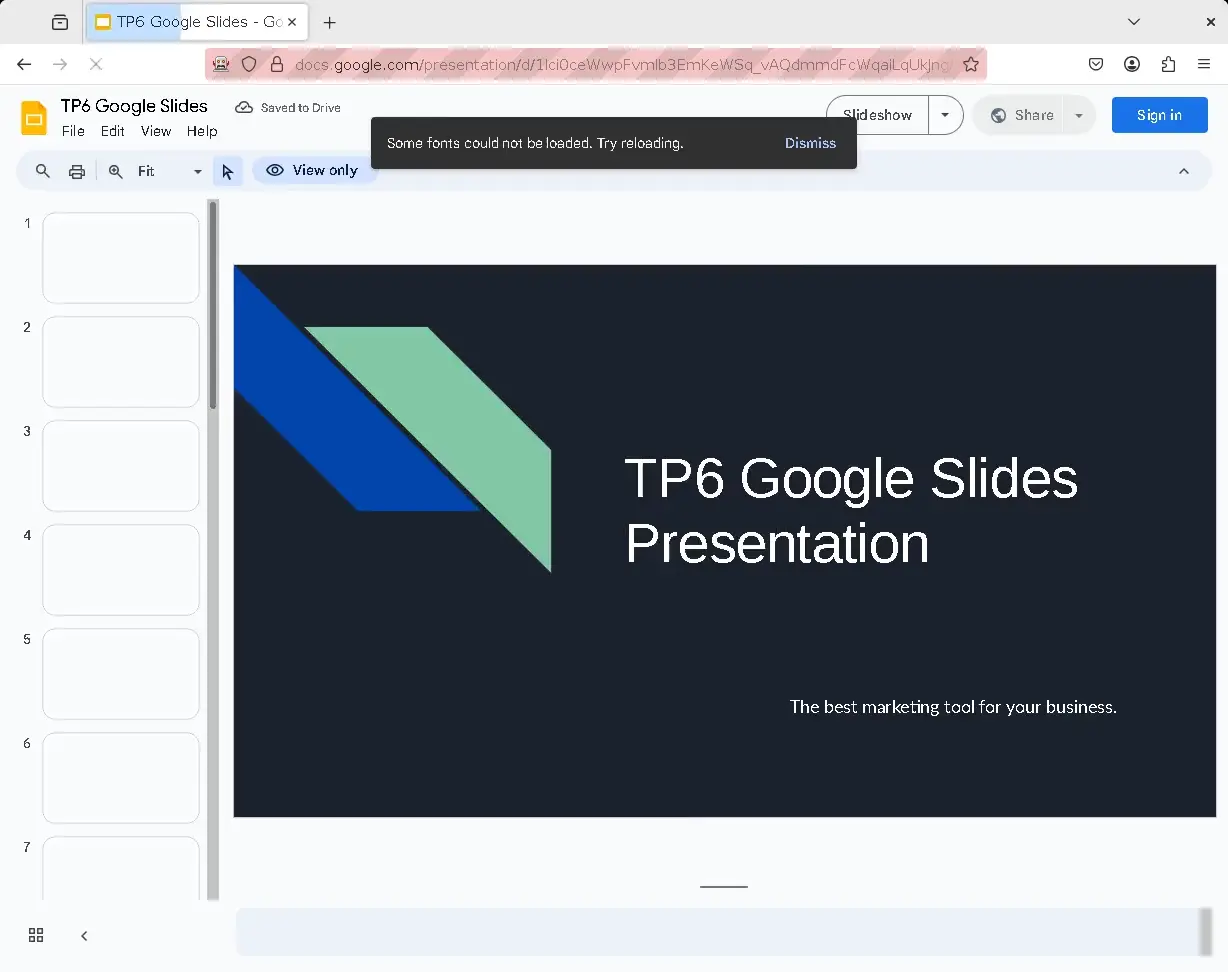 TP6 Google Slides - Go
docs.google.com/presentation/d/
TP6 Google Slides
Saved to Drive
File Edit View Help
Slideshow
Share
Sign in
Some fonts could not be loaded. Try reloading.
Dismiss
Fit
View only
1
2
3
4
5
6
7
TP6 Google Slides
Presentation
The best marketing tool for your business.